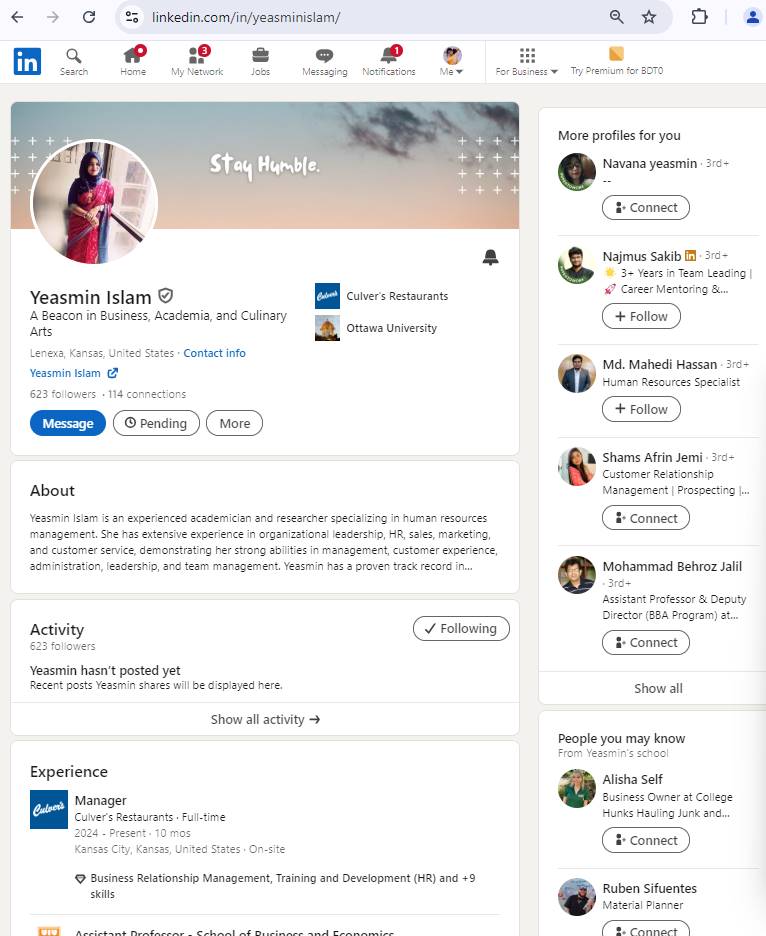 linkedin.com/in/yeasminislam/
in
Search
Home
3
My Network
Jobs
Messaging
1
Notifications
Me
For Business
Try Premium for BDT0
Stay Humble.
Yeasmin Islam
A Beacon in Business, Academia, and Culinary
Arts
Lenexa, Kansas, United States · Contact info
Yeasmin Islam
623 followers · 114 connections
Message
Pending
More
Culver's
Culver's Restaurants
Ottawa University
About
Yeasmin Islam is an experienced academician and researcher specializing in human resources
management. She has extensive experience in organizational leadership, HR, sales, marketing,
and customer service, demonstrating her strong abilities in management, customer experience,
administration, leadership, and team management. Yeasmin has a proven track record in...
Activity
623 followers
Following
Yeasmin hasn't posted yet
Recent posts Yeasmin shares will be displayed here.
Show all activity →
Experience
Culver's
Manager
Culver's Restaurants · Full-time
2024 - Present · 10 mos
Kansas City, Kansas, United States · On-site
Business Relationship Management, Training and Development (HR) and +9
skills
Assistant Professor - School of Business and Economics
More profiles for you
Navana yeasmin · 3rd+
--
Connect
Najmus Sakib in · 3rd+
3+ Years in Team Leading |
Career Mentoring &...
+ Follow
Md. Mahedi Hassan · 3rd+
Human Resources Specialist
+ Follow
Shams Afrin Jemi · 3rd+
Customer Relationship
Management | Prospecting |...
Connect
Mohammad Behroz Jalil
· 3rd+
Assistant Professor & Deputy
Director (BBA Program) at...
Connect
Show all
People you may know
From Yeasmin's school
Alisha Self
Business Owner at College
Hunks Hauling Junk and...
Connect
Ruben Sifuentes
Material Planner
Connect